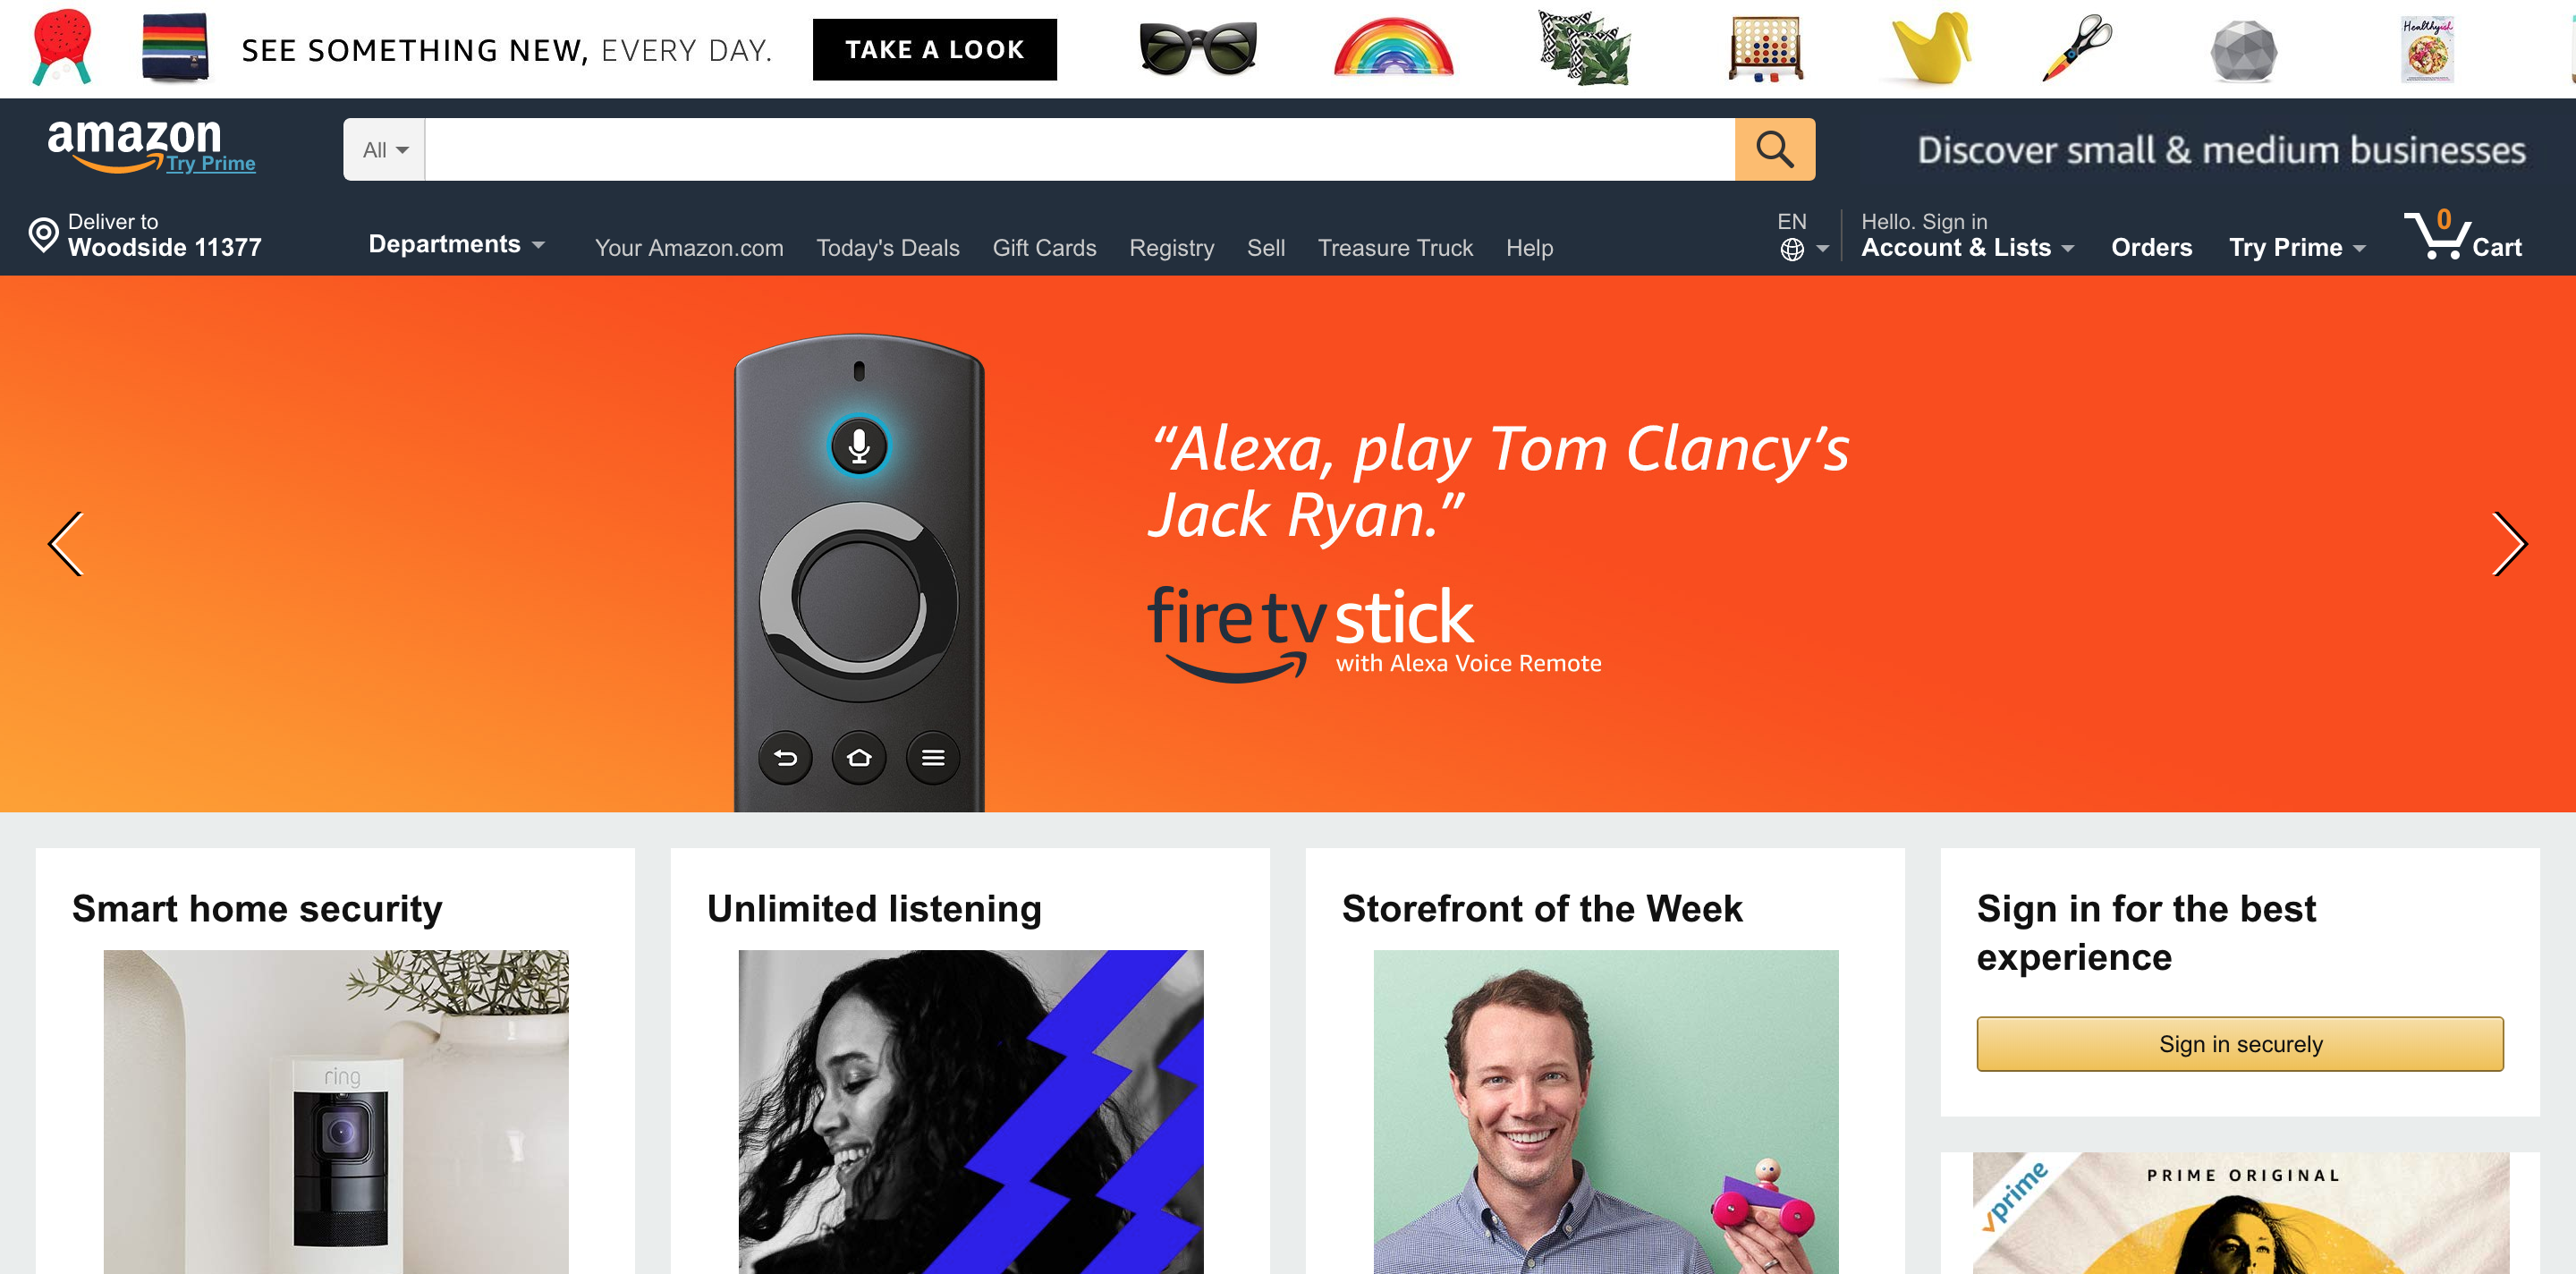 SEE SOMETHING NEW, EVERY DAY.
TAKE A LOOK
Healthyish
amazon
Try Prime
All
Discover small & medium businesses
Deliver to
Woodside 11377
Departments
Your Amazon.com
Today's Deals
Gift Cards
Registry
Sell
Treasure Truck
Help
EN
Hello. Sign in
Account & Lists
Orders
Try Prime
0
Cart
“Alexa, play Tom Clancy’s
Jack Ryan.”
fire tv stick
with Alexa Voice Remote
Smart home security
ring
Unlimited listening
Storefront of the Week
Sign in for the best
experience
Sign in securely
prime
PRIME ORIGINAL